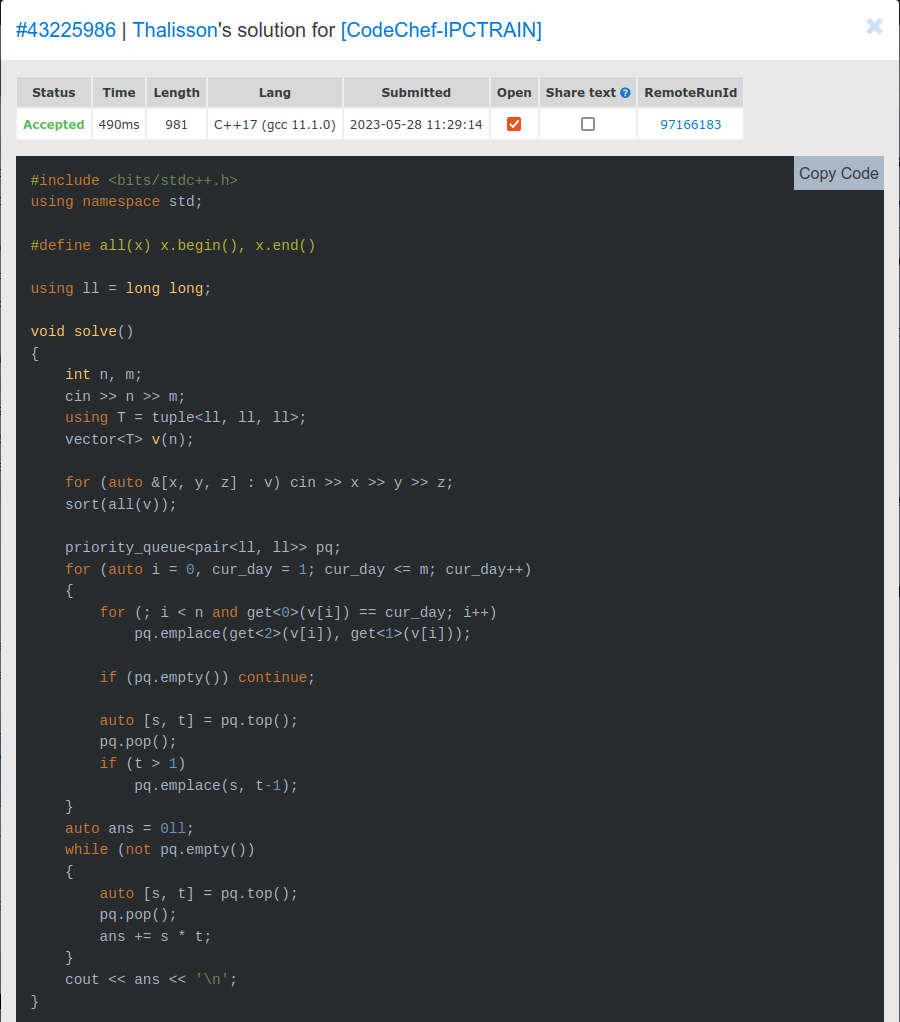 #43225986 | Thalisson's solution for [CodeChef-IPCTRAIN]
×
Status Time Length Lang Submitted Open Share text ? RemoteRunId
Accepted 490ms 981 C++17 (gcc 11.1.0) 2023-05-28 11:29:14 97166183
Copy Code
#include <bits/stdc++.h>
using namespace std;

#define all(x) x.begin(), x.end()

using ll = long long;

void solve()
{
    int n, m;
    cin >> n >> m;
    using T = tuple<ll, ll, ll>;
    vector<T> v(n);

    for (auto &[x, y, z] : v) cin >> x >> y >> z;
    sort(all(v));

    priority_queue<pair<ll, ll>> pq;
    for (auto i = 0, cur_day = 1; cur_day <= m; cur_day++)
    {
        for (; i < n and get<0>(v[i]) == cur_day; i++)
            pq.emplace(get<2>(v[i]), get<1>(v[i]));

        if (pq.empty()) continue;

        auto [s, t] = pq.top();
        pq.pop();
        if (t > 1)
            pq.emplace(s, t-1);
    }
    auto ans = 0ll;
    while (not pq.empty())
    {
        auto [s, t] = pq.top();
        pq.pop();
        ans += s * t;
    }
    cout << ans << '\n';
}